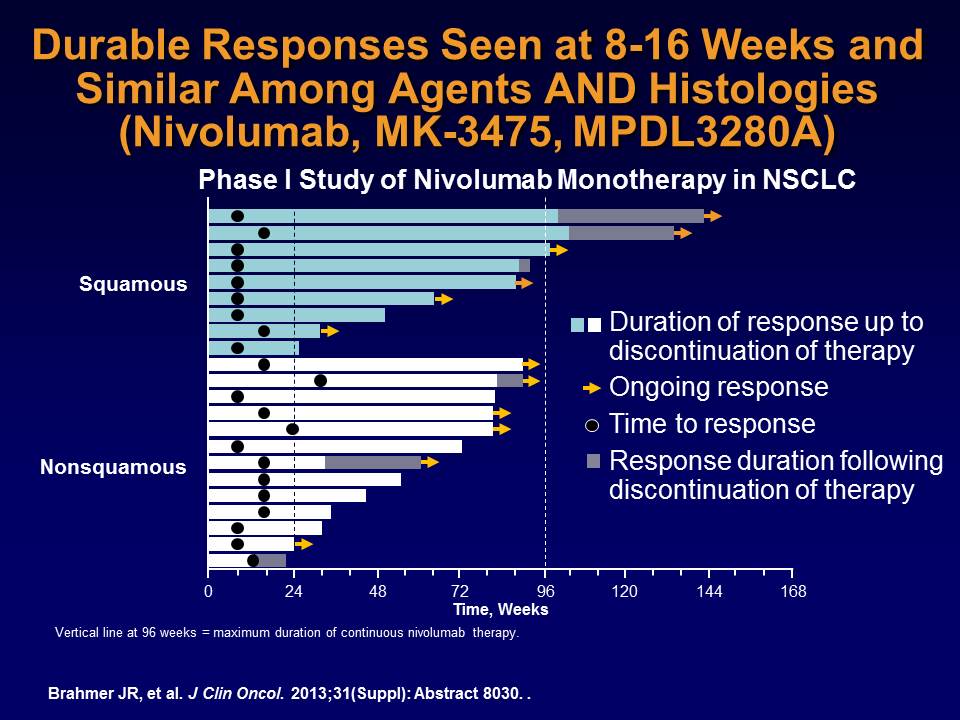 Durable Responses Seen at 8-16 Weeks and
Similar Among Agents AND Histologies
(Nivolumab, MK-3475, MPDL3280A)
Phase I Study of Nivolumab Monotherapy in NSCLC
Squamous
Nonsquamous
Duration of response up to
discontinuation of therapy
Ongoing response
Time to response
Response duration following
discontinuation of therapy
0 24 48 72 96 120 144 168
Time, Weeks
Vertical line at 96 weeks = maximum duration of continuous nivolumab therapy.
Brahmer JR, et al. J Clin Oncol. 2013;31(Suppl): Abstract 8030. .